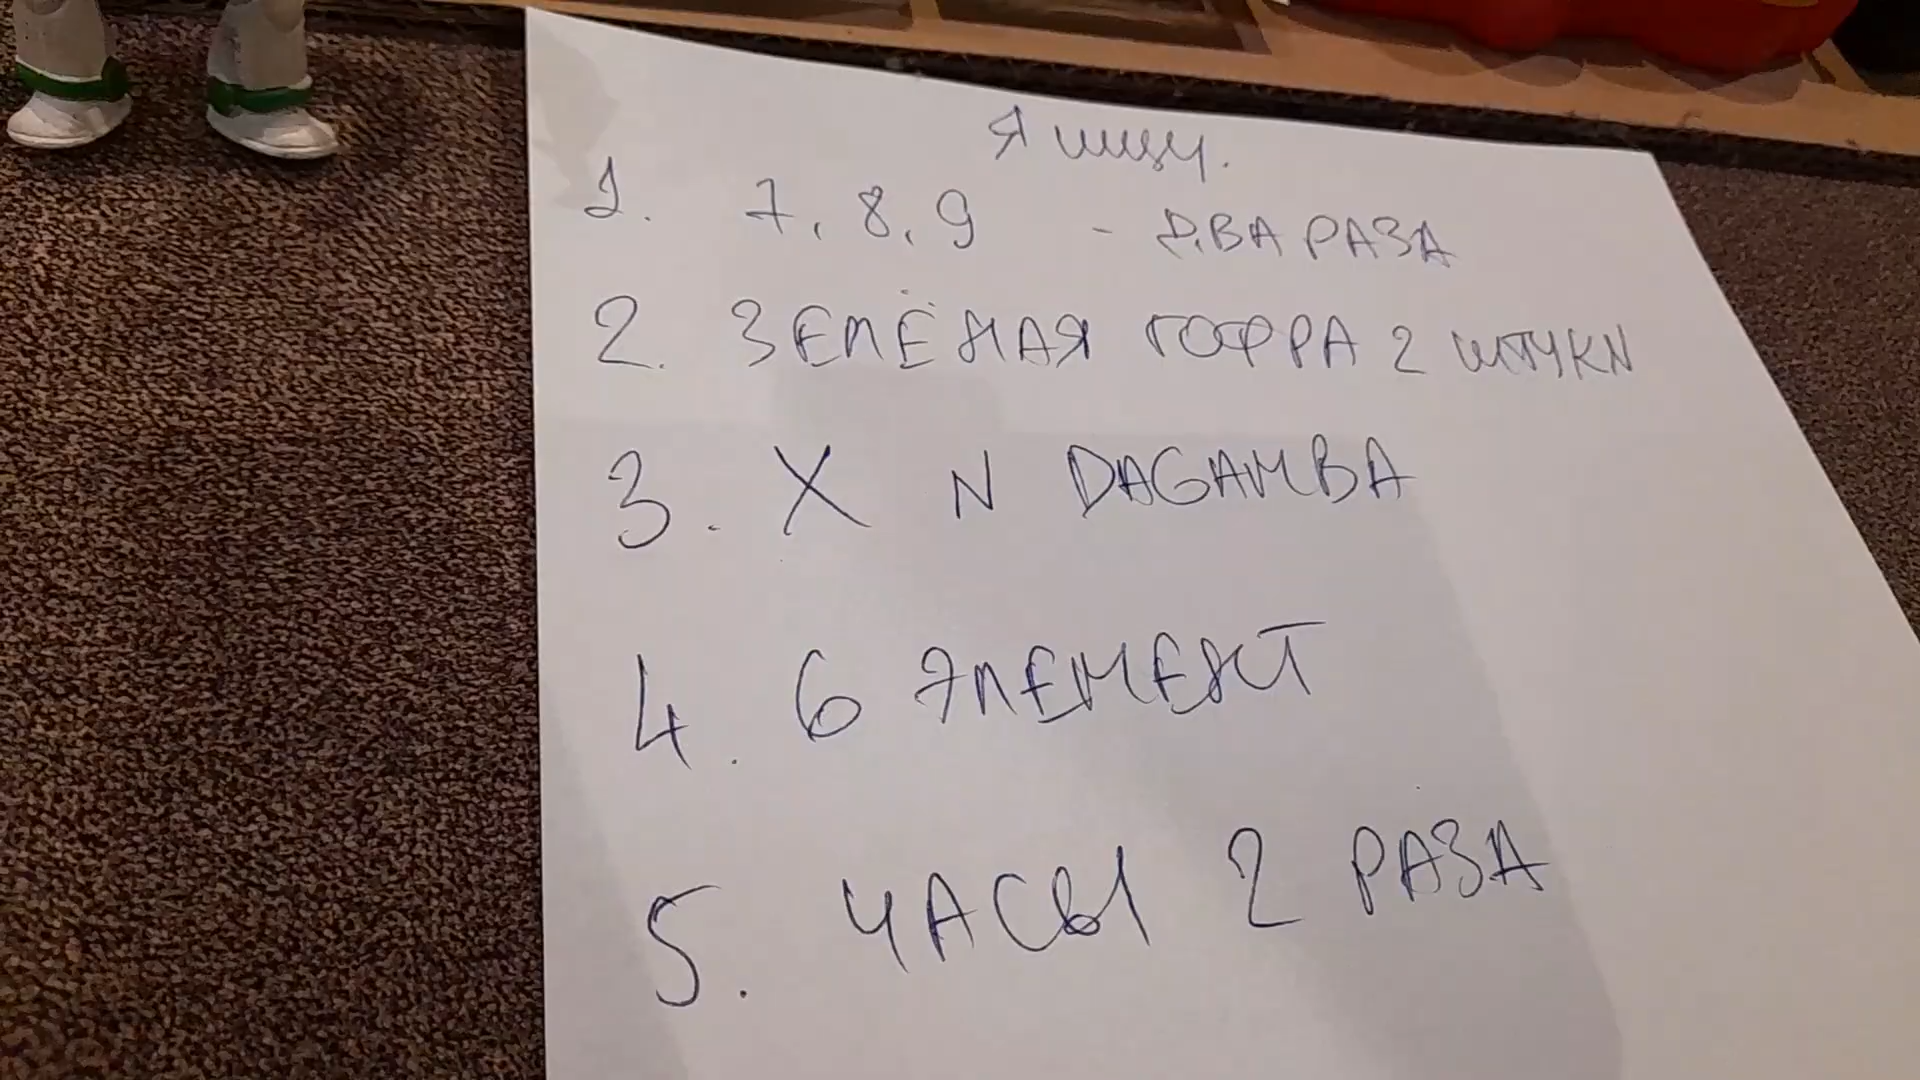 Я ищу.
1. 7, 8, 9 - ДВА РАЗА
2. ЗЕЛЁНАЯ ГОФРА 2 ШТУКИ
3. X И DAGAMBA
4. 6 ЭЛЕМЕНТ
5. ЧАСЫ 2 РАЗА